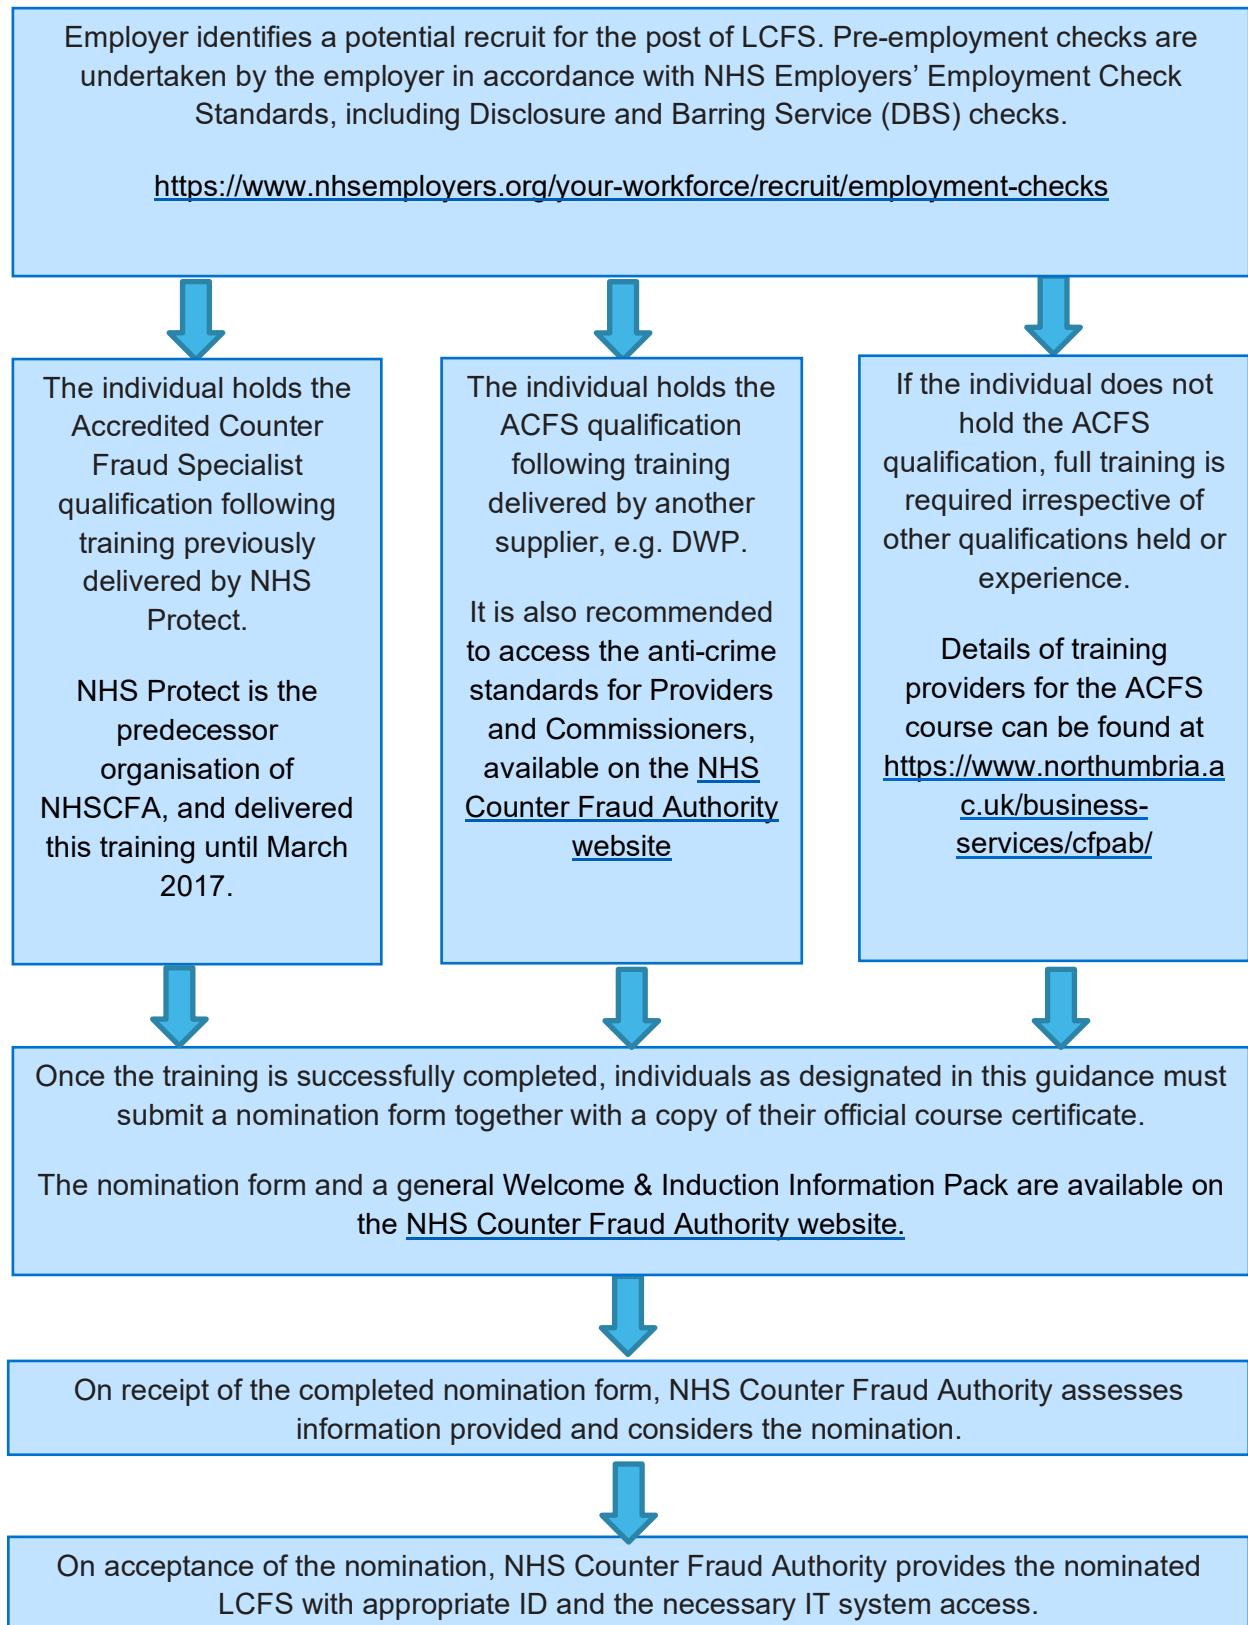 Employer identifies a potential recruit for the post of LCFS. Pre-employment checks are
undertaken by the employer in accordance with NHS Employers’ Employment Check
Standards, including Disclosure and Barring Service (DBS) checks.
https://www.nhsemployers.org/your-workforce/recruit/employment-checks
The individual holds the
Accredited Counter
Fraud Specialist
qualification following
training previously
delivered by NHS
Protect.
NHS Protect is the
predecessor
organisation of
NHSCFA, and delivered
this training until March
2017.
The individual holds the
ACFS qualification
following training
delivered by another
supplier, e.g. DWP.
It is also recommended
to access the anti-crime
standards for Providers
and Commissioners,
available on the NHS
Counter Fraud Authority
website
If the individual does not
hold the ACFS
qualification, full training is
required irrespective of
other qualifications held or
experience.
Details of training
providers for the ACFS
course can be found at
https://www.northumbria.a
c.uk/business-
services/cfpab/
Once the training is successfully completed, individuals as designated in this guidance must
submit a nomination form together with a copy of their official course certificate.
The nomination form and a general Welcome & Induction Information Pack are available on
the NHS Counter Fraud Authority website.
On receipt of the completed nomination form, NHS Counter Fraud Authority assesses
information provided and considers the nomination.
On acceptance of the nomination, NHS Counter Fraud Authority provides the nominated
LCFS with appropriate ID and the necessary IT system access.